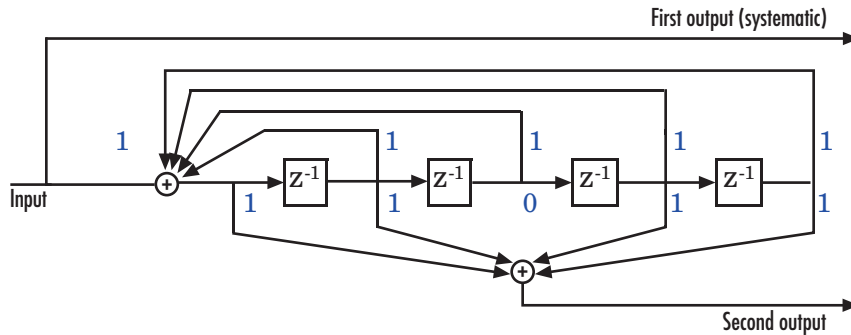 First output (systematic)
1 1 1 1 1
z-1 z-1 z-1 z-1
+
Input
1 1 0 1 1
+
Second output